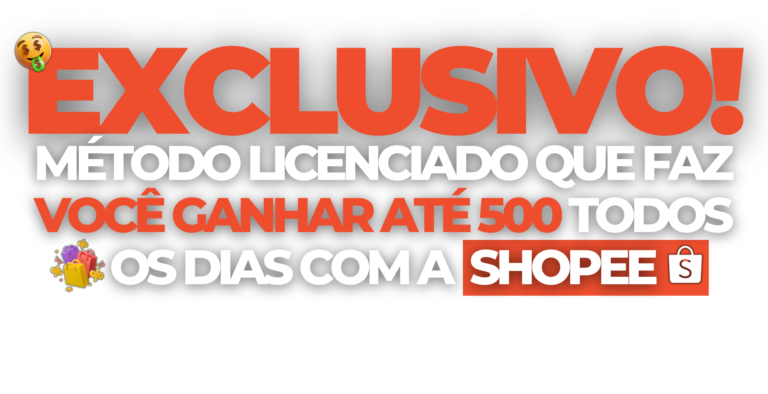 EXCLUSIVO!
MÉTODO LICENCIADO QUE FAZ
VOCÊ GANHAR ATÉ 500 TODOS
OS DIAS COM A SHOPEE S